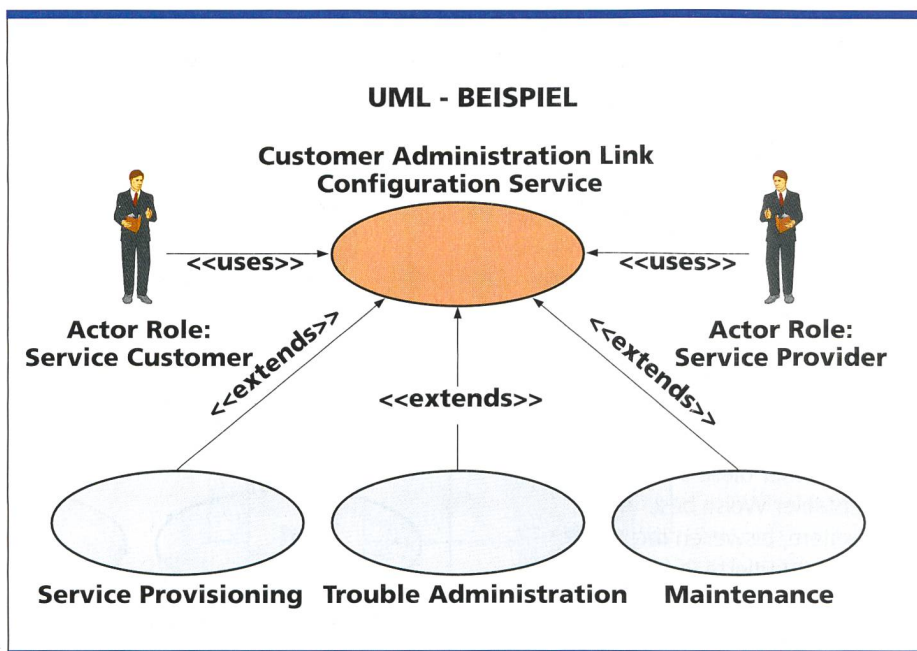 UML - BEISPIEL
Customer Administration Link
Configuration Service
<<uses>>
<<uses>>
Actor Role:
Service Customer
Actor Role:
Service Provider
<<extends>>
<<extends>>
<<extends>>
Service Provisioning
Trouble Administration
Maintenance